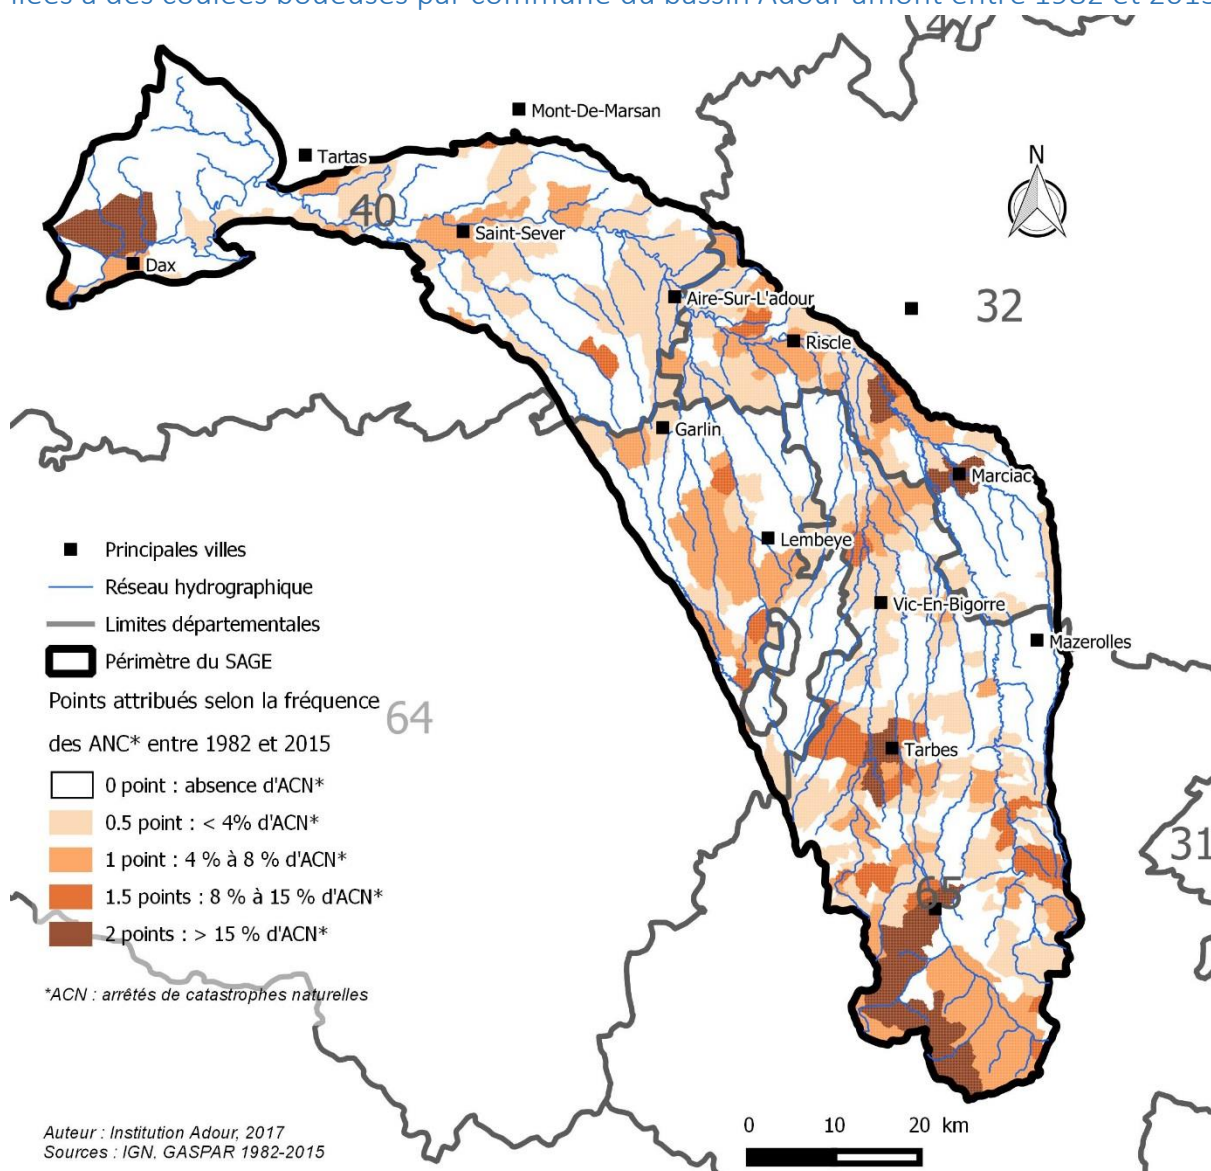 liées à des coulées boueuses par commune du bassin Adour amont entre 1982 et 2015
47
Mont-De-Marsan
Tartas
N
40
Saint-Sever
Dax
Aire-Sur-L'adour
32
Riscle
Garlin
Marciac
Lembeye
Vic-En-Bigorre
Mazerolles
Tarbes
64
31
65
Principales villes
Réseau hydrographique
Limites départementales
Périmètre du SAGE
Points attribués selon la fréquence
des ANC* entre 1982 et 2015
0 point : absence d'ACN*
0.5 point : < 4% d'ACN*
1 point : 4 % à 8 % d'ACN*
1.5 points : 8 % à 15 % d'ACN*
2 points : > 15 % d'ACN*
*ACN : arrêtés de catastrophes naturelles
Auteur : Institution Adour, 2017
Sources : IGN, GASPAR 1982-2015
0 10 20 km